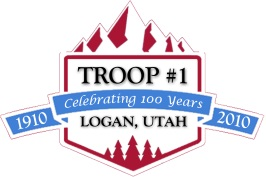 TROOP #1
Celebrating 100 Years
1910
2010
LOGAN, UTAH